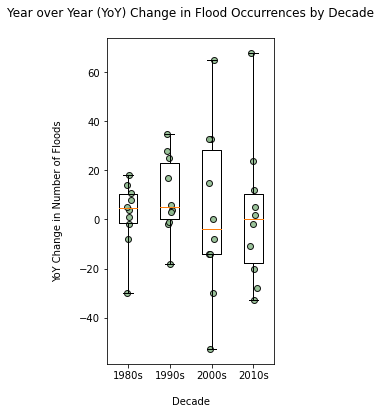 Year over Year (YoY) Change in Flood Occurrences by Decade
60
40
20
0
−20
−40
YoY Change in Number of Floods
1980s 1990s 2000s 2010s
Decade